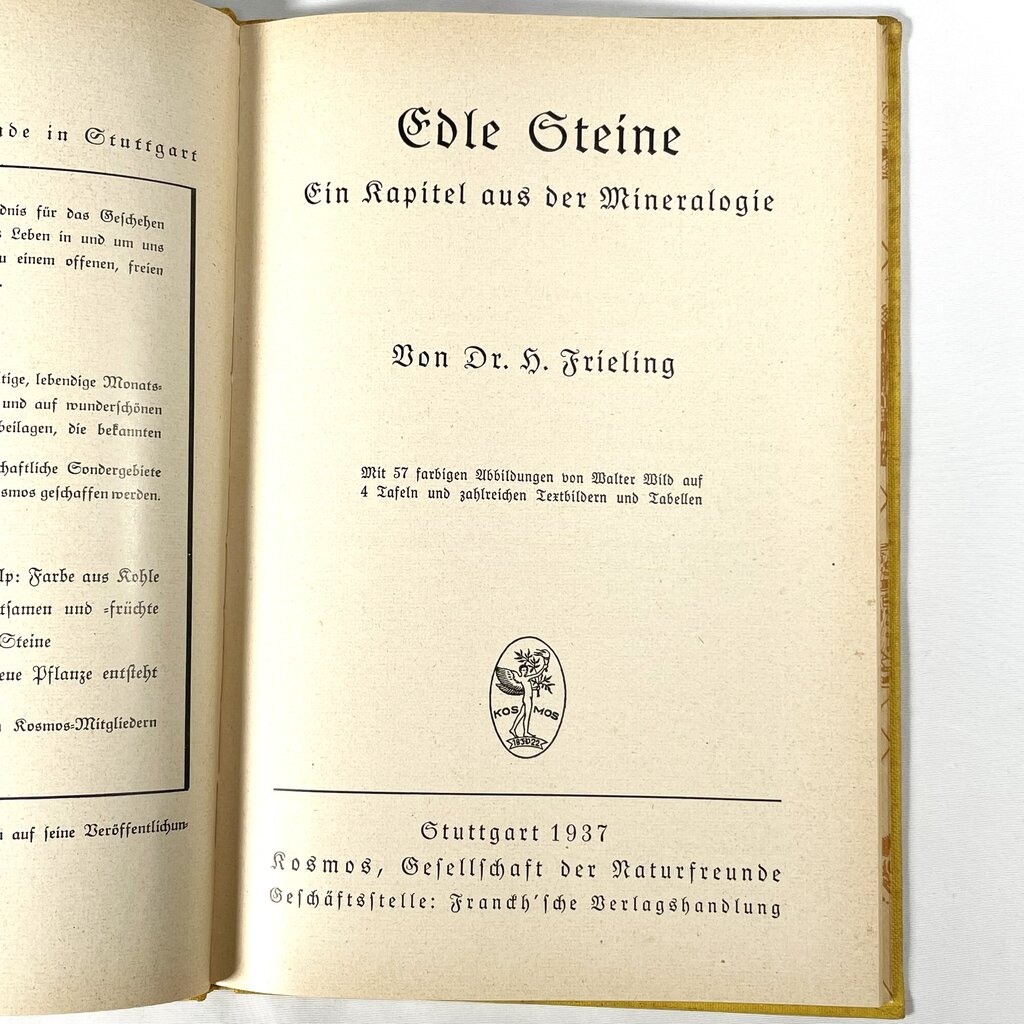 de in Stuttgart
dnis für das Geschehen
Leben in und um uns
u einem offenen, freien
tige, lebendige Monats-
und auf wunderschönen
beilagen, die bekannten
chaftliche Sondergebiete
smos geschaffen werden.
lp: Farbe aus Kohle
tsamen und -früchte
Steine
eue Pflanze entsteht
Kosmos-Mitgliedern
auf seine Veröffentlichun-
Edle Steine
Ein Kapitel aus der Mineralogie
Von Dr. H. Frieling
Mit 57 farbigen Abbildungen von Walter Wild auf
4 Tafeln und zahlreichen Textbildern und Tabellen
KOSMOS
Stuttgart 1937
Kosmos, Gesellschaft der Naturfreunde
Geschäftsstelle: Franckh'sche Verlagshandlung